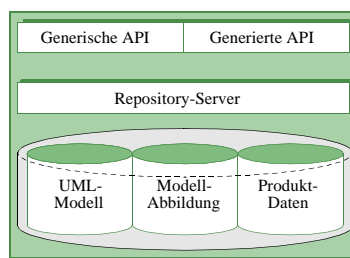 Generische API Generierte API
Repository-Server
UML- Modell- Produkt-
Modell Abbildung Daten